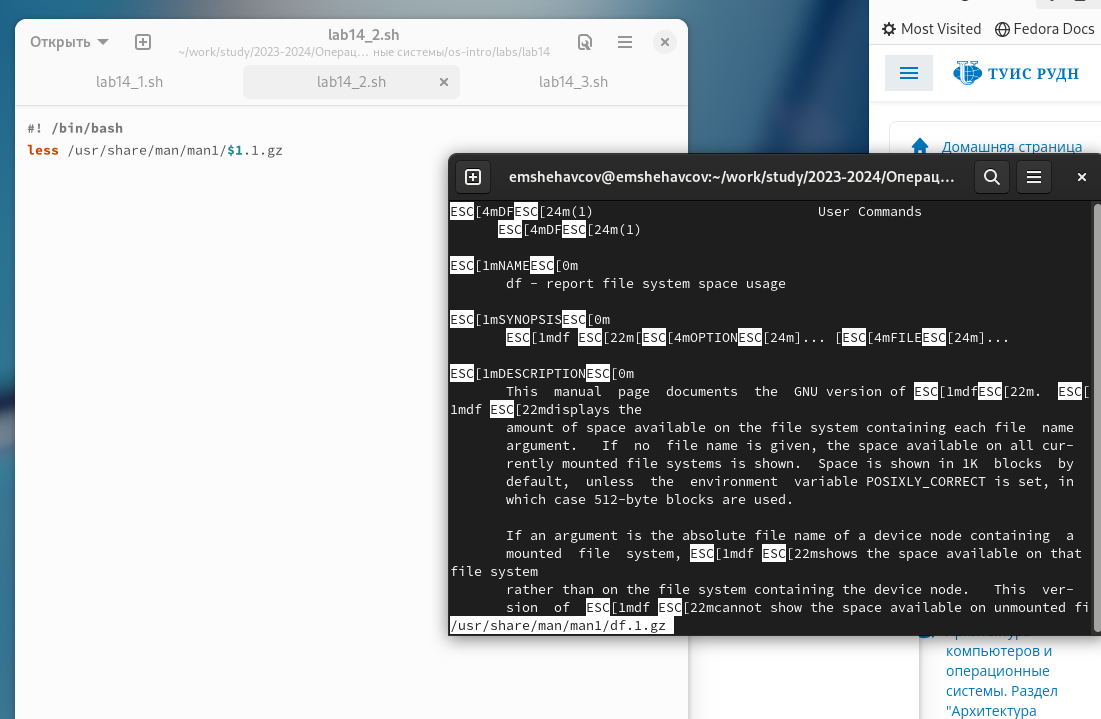 Открыть
lab14_2.sh
~/work/study/2023-2024/Операц… ные системы/os-intro/labs/lab14
lab14_1.sh
lab14_2.sh
lab14_3.sh
#! /bin/bash
less /usr/share/man/man1/$1.1.gz
Most Visited
Fedora Docs
ТУИС РУДН
Домашняя страница
emshehavcov@emshehavcov:~/work/study/2023-2024/Операц...
ESC[4mDFESC[24m(1) User Commands
ESC[4mDFESC[24m(1)
ESC[1mNAMEESC[0m
df - report file system space usage
ESC[1mSYNOPSISESC[0m
ESC[1mdf ESC[22m[ESC[4mOPTIONESC[24m]... [ESC[4mFILEESC[24m]...
ESC[1mDESCRIPTIONESC[0m
This manual page documents the GNU version of ESC[1mdfESC[22m. ESC[
1mdf ESC[22mdisplays the
amount of space available on the file system containing each file name
argument. If no file name is given, the space available on all cur-
rently mounted file systems is shown. Space is shown in 1K blocks by
default, unless the environment variable POSIXLY_CORRECT is set, in
which case 512-byte blocks are used.
If an argument is the absolute file name of a device node containing a
mounted file system, ESC[1mdf ESC[22mshows the space available on that
file system
rather than on the file system containing the device node. This ver-
sion of ESC[1mdf ESC[22mcannot show the space available on unmounted fi
/usr/share/man/man1/df.1.gz
компьютеров и
операционные
системы. Раздел
"Архитектура